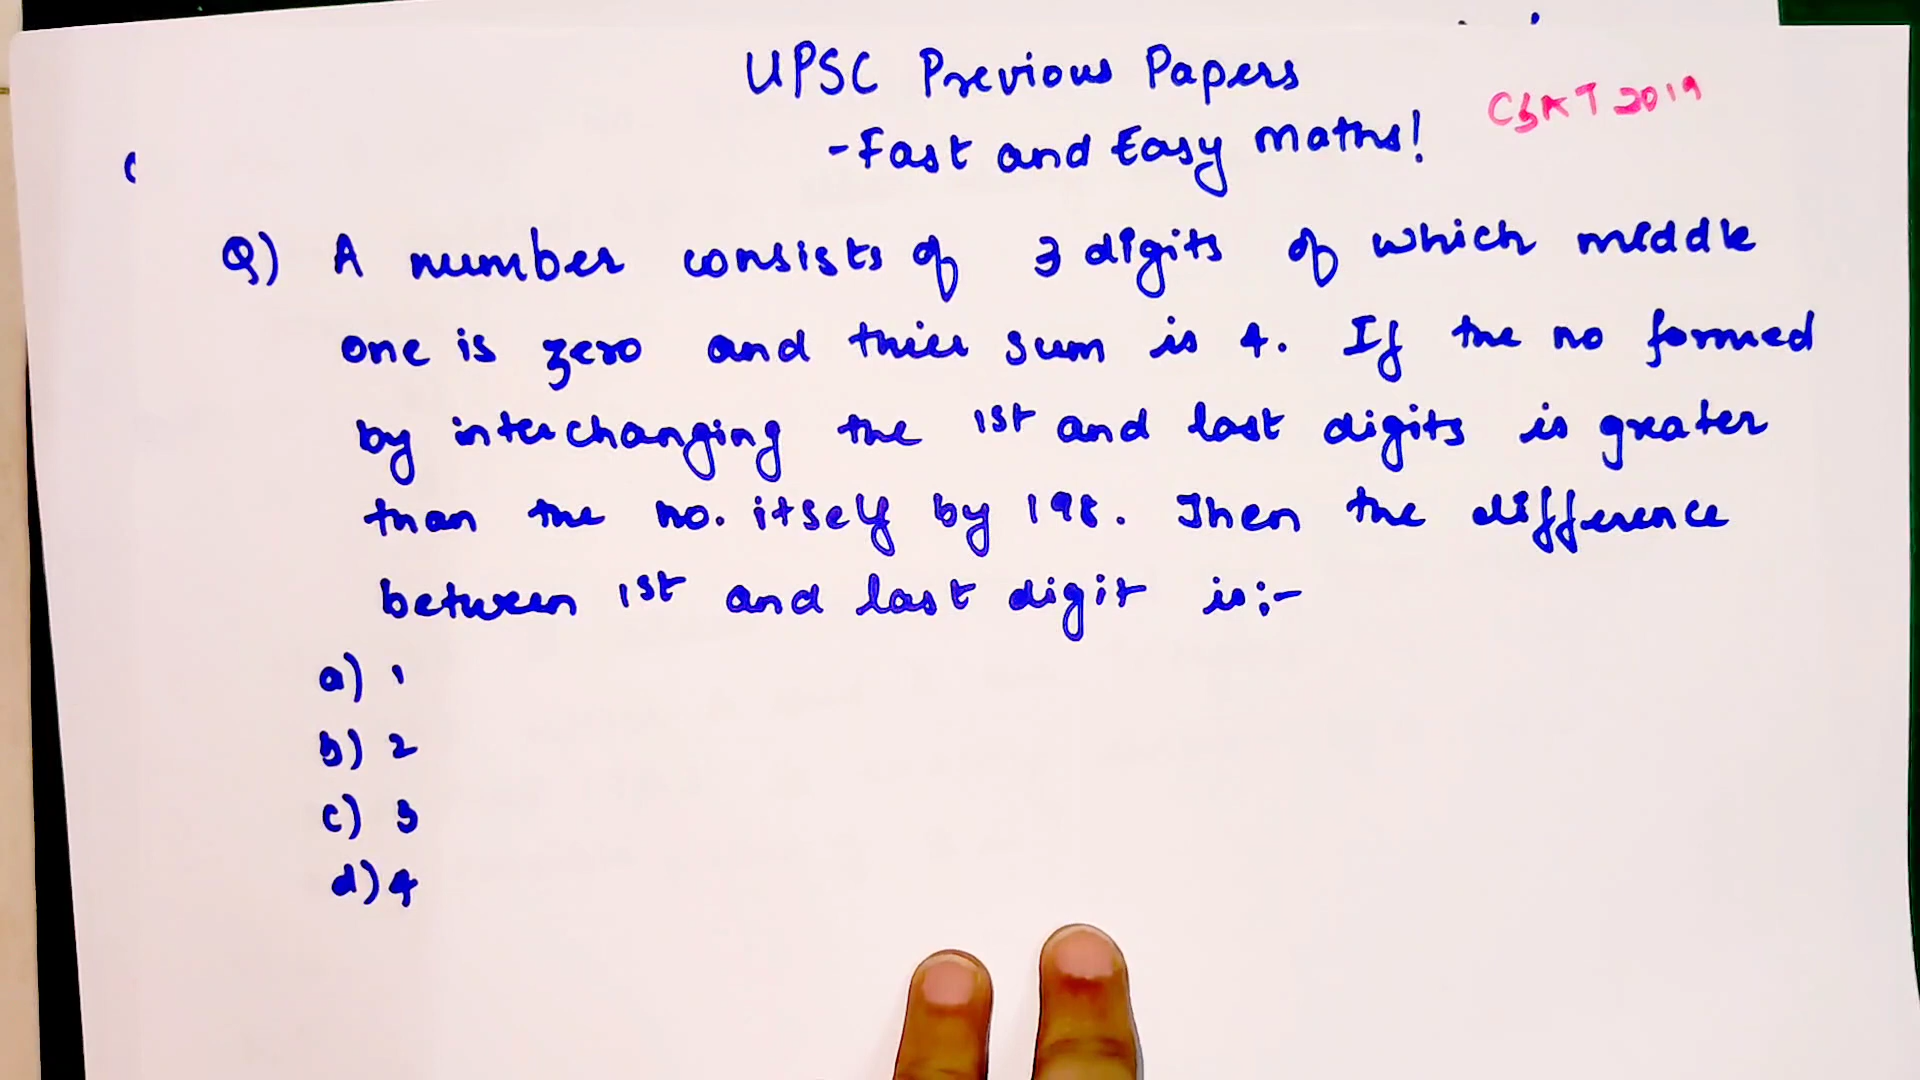 UPSC Previous Papers
CSAT 2019
-Fast and Easy Maths!
Q) A number consists of 3 digits of which middle
one is zero and their sum is 4. If the no formed
by interchanging the 1st and last digits is greater
than the no. itself by 198. Then the difference
between 1st and last digit is:-
a) 1
b) 2
c) 3
d) 4